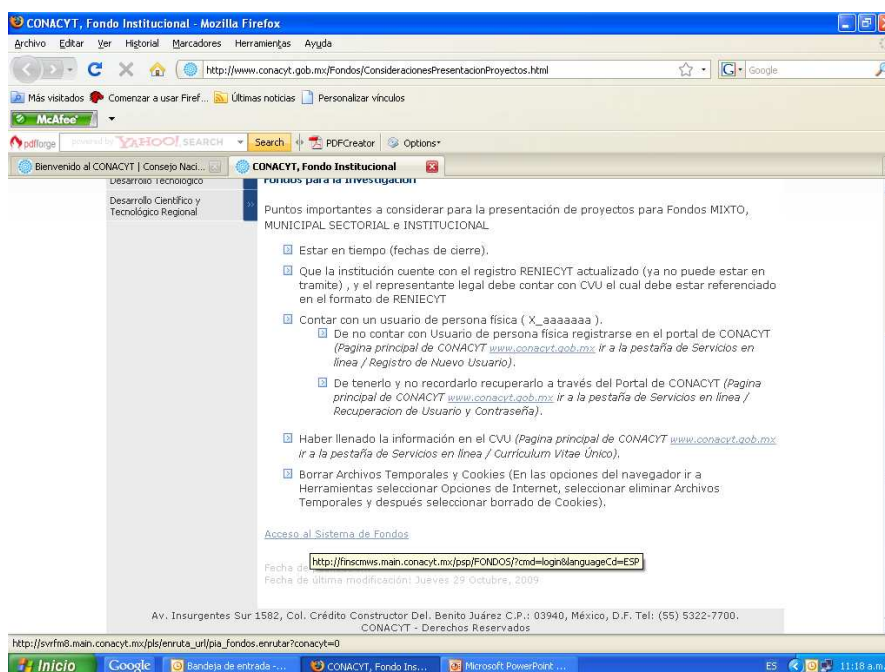 CONACYT, Fondo Institucional - Mozilla Firefox
Archivo Editar Ver Historial Marcadores Herramientas Ayuda
http://www.conacyt.gob.mx/Fondos/ConsideracionesPresentacionProyectos.html
Google
Más visitados Comenzar a usar Firef... Últimas noticias Personalizar vínculos
McAfee
pdfforge powered by YAHOO! SEARCH Search PDFCreator Options
Bienvenido al CONACYT | Consejo Naci... CONACYT, Fondo Institucional
Desarrollo Tecnológico
Fondos para la Investigación
Desarrollo Científico y
Tecnológico Regional
Puntos importantes a considerar para la presentación de proyectos para Fondos MIXTO,
MUNICIPAL SECTORIAL e INSTITUCIONAL
Estar en tiempo (fechas de cierre).
Que la institución cuente con el registro RENIECYT actualizado (ya no puede estar en
tramite) , y el representante legal debe contar con CVU el cual debe estar referenciado
en el formato de RENIECYT
Contar con un usuario de persona física ( X_aaaaaaa ).
De no contar con Usuario de persona física registrarse en el portal de CONACYT
(Pagina principal de CONACYT www.conacyt.gob.mx ir a la pestaña de Servicios en
línea / Registro de Nuevo Usuario).
De tenerlo y no recordarlo recuperarlo a través del Portal de CONACYT (Pagina
principal de CONACYT www.conacyt.gob.mx ir a la pestaña de Servicios en línea /
Recuperacion de Usuario y Contraseña).
Haber llenado la información en el CVU (Pagina principal de CONACYT www.conacyt.gob.mx
ir a la pestaña de Servicios en línea / Currículum Vitae Único).
Borrar Archivos Temporales y Cookies (En las opciones del navegador ir a
Herramientas seleccionar Opciones de Internet, seleccionar eliminar Archivos
Temporales y después seleccionar borrado de Cookies).
Acceso al Sistema de Fondos
http://finscmws.main.conacyt.mx/psp/FONDOS/?cmd=login&languageCd=ESP
Fecha de
Fecha de última modificación: Jueves 29 Octubre, 2009
Av. Insurgentes Sur 1582, Col. Crédito Constructor Del. Benito Juárez C.P.: 03940, México, D.F. Tel: (55) 5322-7700.
CONACYT - Derechos Reservados
http://svrfm8.main.conacyt.mx/pls/enruta_url/pia_fondos.enrutar?conacyt=0
Inicio Google Bandeja de entrada -... CONACYT, Fondo Ins... Microsoft PowerPoint ... ES 11:18 a.m.